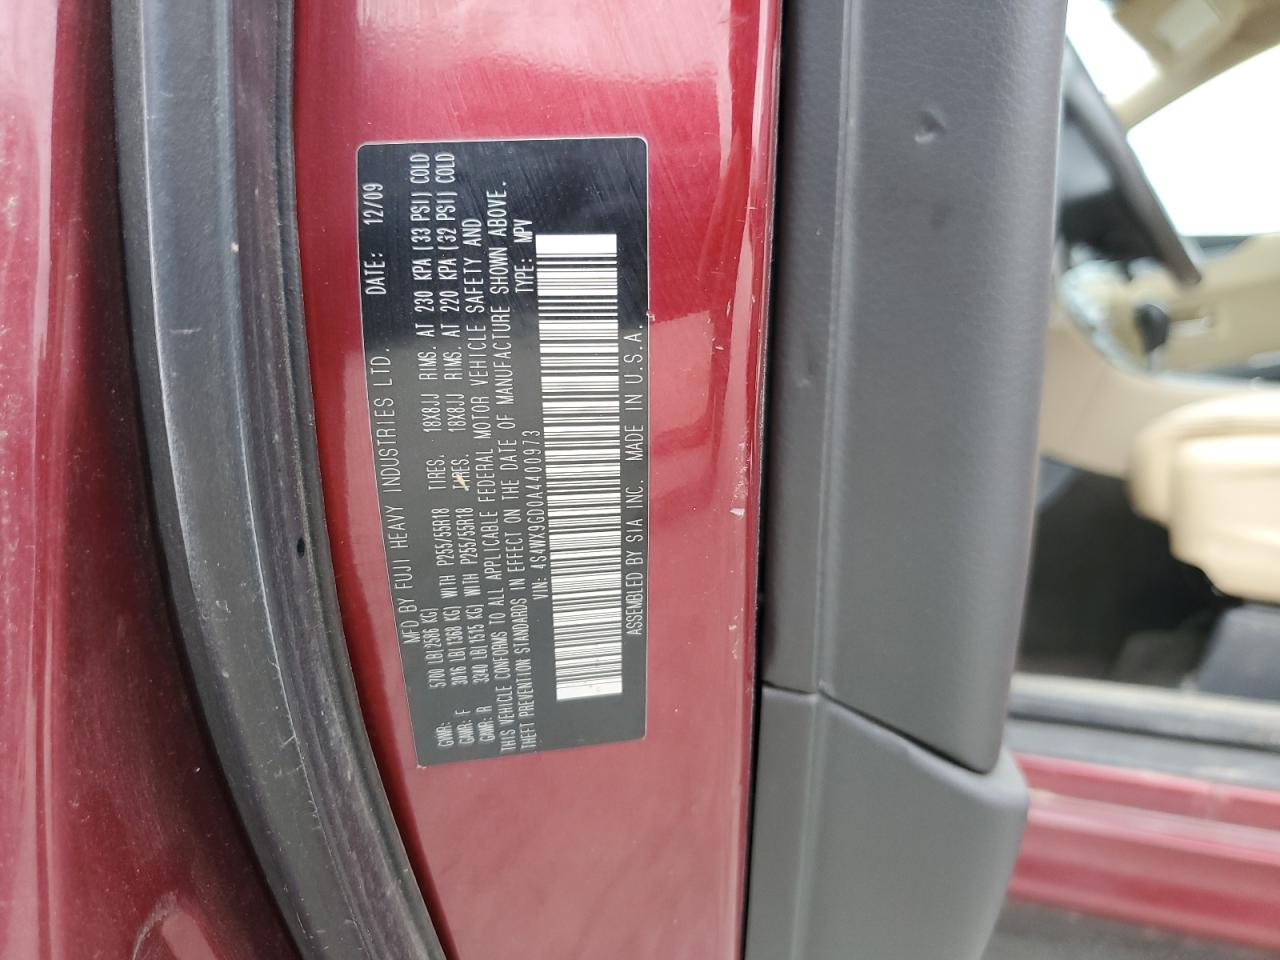 MFD BY FUJI HEAVY INDUSTRIES LTD. DATE: 12/09
GVWR: 5700 LB(2586 KG)
GAWR: F 3016 LB(1368 KG) WITH P255/55R18 TIRES. 18X8JJ RIMS. AT 230 KPA (33 PSI) COLD
GAWR: R 3340 LB(1515 KG) WITH P255/55R18 TIRES. 18X8JJ RIMS. AT 220 KPA (32 PSI) COLD
THIS VEHICLE CONFORMS TO ALL APPLICABLE FEDERAL MOTOR VEHICLE SAFETY AND
THEFT PREVENTION STANDARDS IN EFFECT ON THE DATE OF MANUFACTURE SHOWN ABOVE.
VIN: 4S4WX9GD0A4400973 TYPE: MPV
ASSEMBLED BY SIA INC. MADE IN U.S.A.